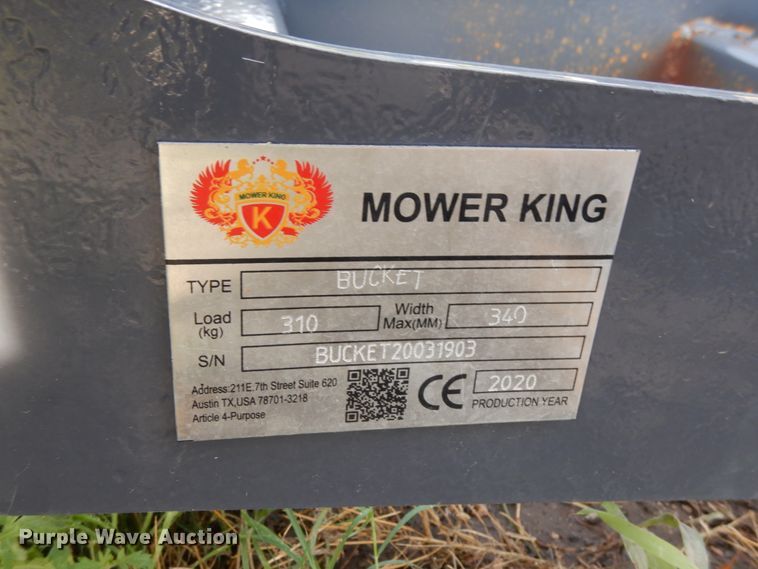 MOWER KING
K
MOWER KING
TYPE BUCKET
Load (kg) 310 Width Max(MM) 340
S/N BUCKET20031903
Address:211E.7th Street Suite 620
Austin TX,USA 78701-3218
Article 4-Purpose
CE
2020
PRODUCTION YEAR
Purple Wave Auction